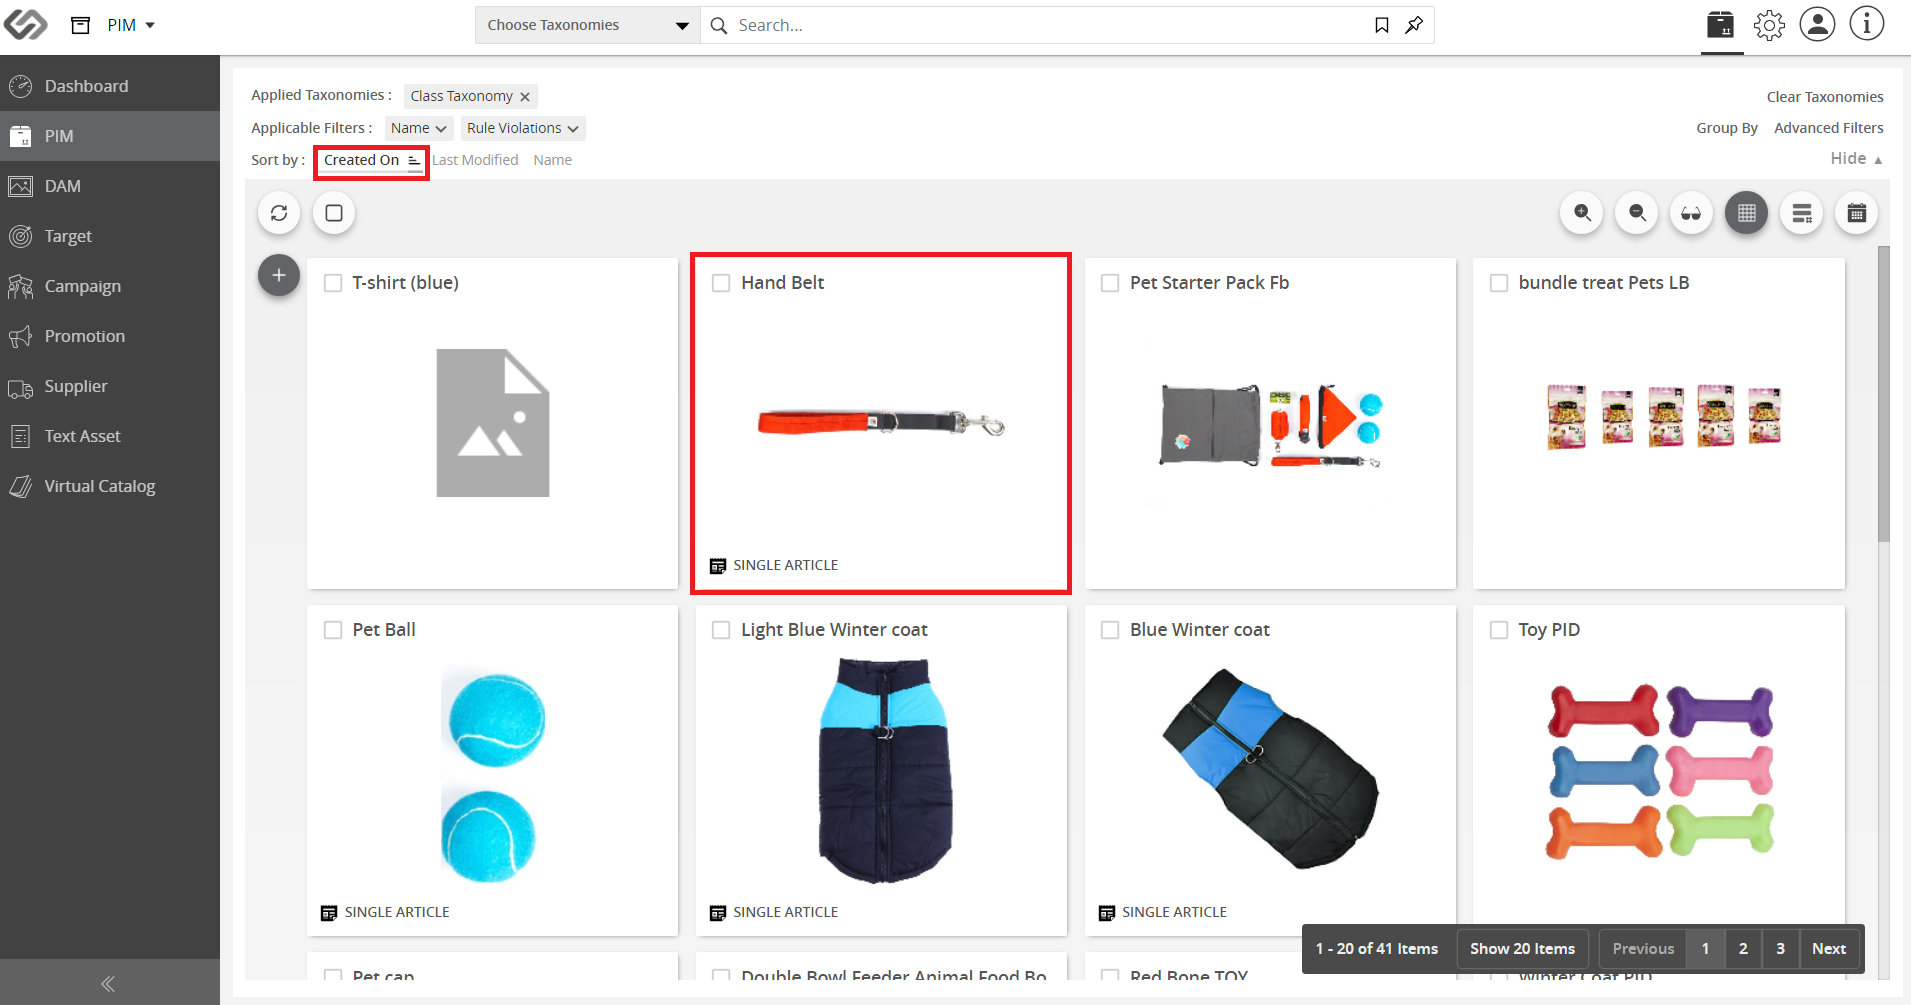 PIM
Choose Taxonomies
Search...
Dashboard
PIM
DAM
Target
Campaign
Promotion
Supplier
Text Asset
Virtual Catalog
Applied Taxonomies :
Class Taxonomy
Clear Taxonomies
Applicable Filters :
Name
Rule Violations
Group By
Advanced Filters
Sort by :
Created On
Last Modified
Name
Hide
T-shirt (blue)
Hand Belt
SINGLE ARTICLE
Pet Starter Pack Fb
bundle treat Pets LB
Pet Ball
SINGLE ARTICLE
Light Blue Winter coat
SINGLE ARTICLE
Blue Winter coat
SINGLE ARTICLE
Toy PID
Pet cap
Double Bowl Feeder Animal Food Bo
Red Bone TOY
Winter Coat PID
1 - 20 of 41 Items
Show 20 Items
Previous
1
2
3
Next